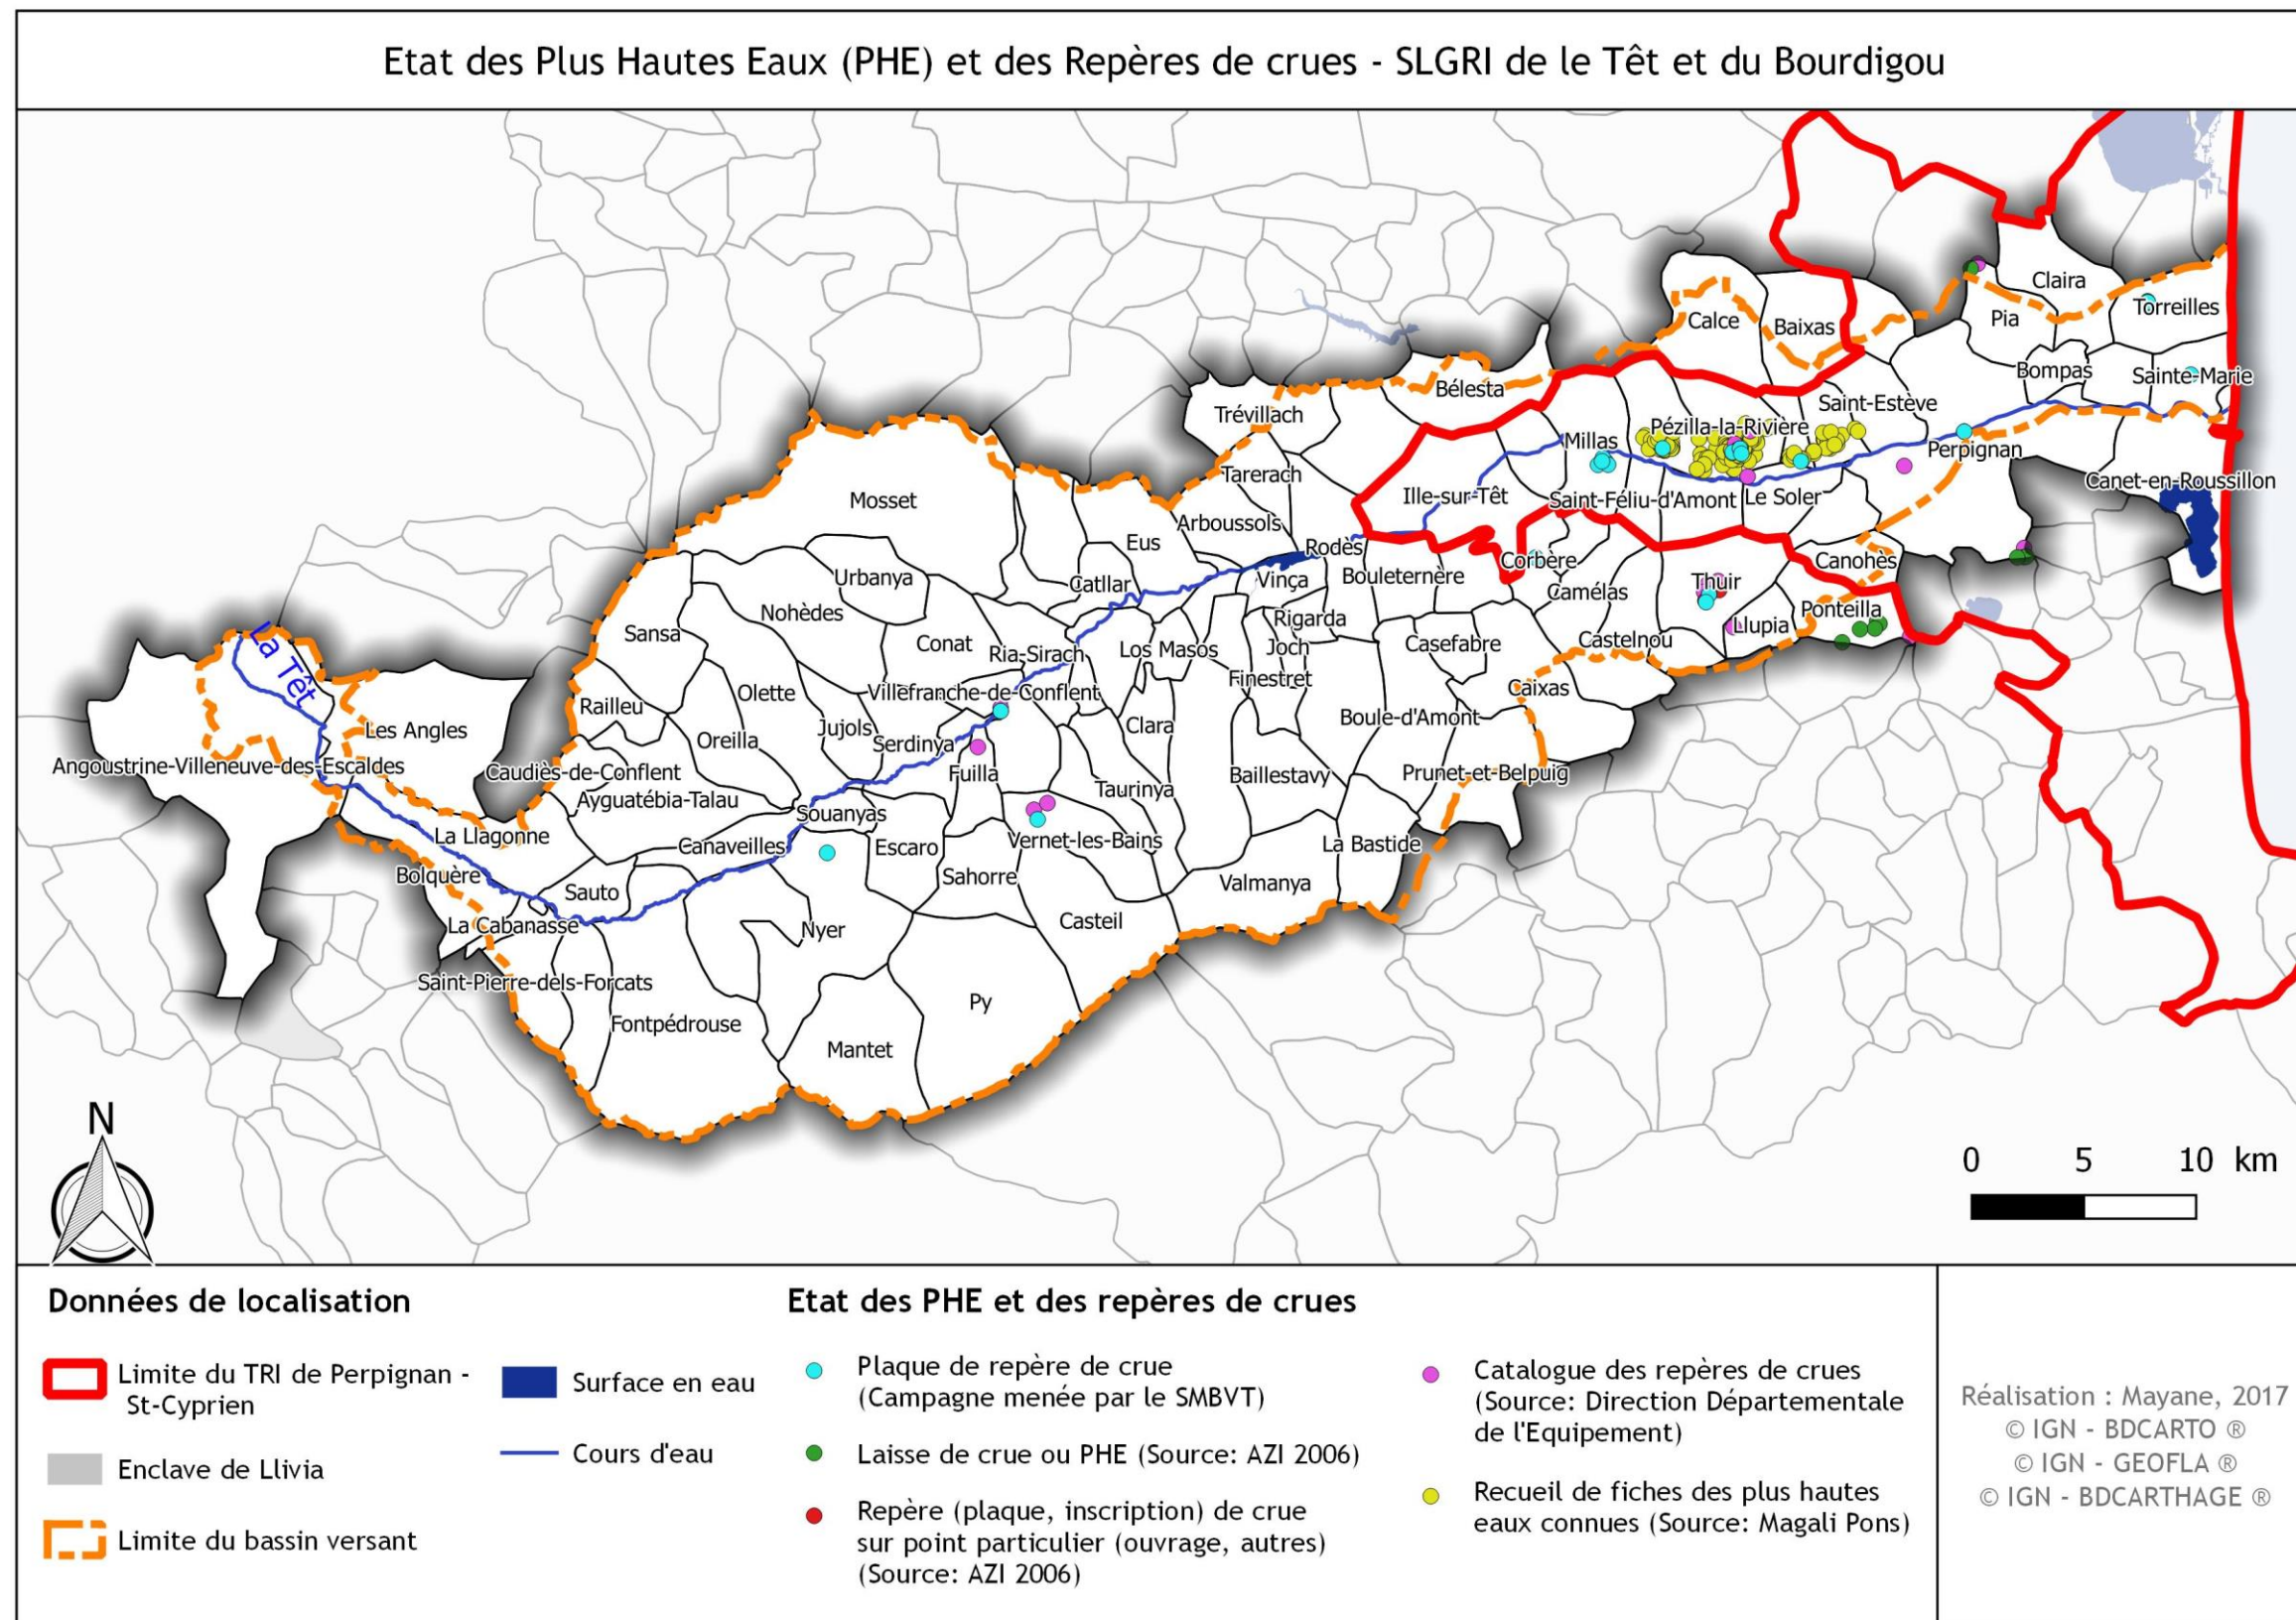 Etat des Plus Hautes Eaux (PHE) et des Repères de crues - SLGRI de le Têt et du Bourdigou
Claira
Torreilles
Pia
Calce
Baixas
Bompas
Sainte-Marie
Bélesta
Saint-Estève
Trévillach
Pézilla-la-Rivière
Millas
Perpignan
Tarerach
Canet-en-Roussillon
Mosset
Ille-sur-Têt
Saint-Féliu-d'Amont
Le Soler
Arboussols
Eus
Rodès
Corbère
Canohès
Urbanya
Catllar
Vinça
Bouleternère
Thuir
Camélas
Nohèdes
Rigarda
Ponteilla
Llupia
Sansa
Conat
Ria-Sirach
Los Masos
Joch
Casefabre
Castelnou
La Têt
Finestret
Olette
Villefranche-de-Conflent
Caixas
Railleu
Boule-d'Amont
Les Angles
Jujols
Clara
Oreilla
Serdinya
Angoustrine-Villeneuve-des-Escaldes
Caudiès-de-Conflent
Fuilla
Baillestavy
Prunet-et-Belpuig
Ayguatébia-Talau
Taurinya
Souanyas
La Llagonne
Canaveilles
Escaro
Vernet-les-Bains
La Bastide
Bolquère
Sauto
Sahorre
Valmanya
La Cabanasse
Nyer
Casteil
Saint-Pierre-dels-Forcats
Py
Fontpédrouse
Mantet
N
0 5 10 km
Données de localisation
Limite du TRI de Perpignan -
St-Cyprien
Enclave de Llivia
Limite du bassin versant
Surface en eau
Cours d'eau
Etat des PHE et des repères de crues
Plaque de repère de crue
(Campagne menée par le SMBVT)
Laisse de crue ou PHE (Source: AZI 2006)
Repère (plaque, inscription) de crue
sur point particulier (ouvrage, autres)
(Source: AZI 2006)
Catalogue des repères de crues
(Source: Direction Départementale
de l'Equipement)
Recueil de fiches des plus hautes
eaux connues (Source: Magali Pons)
Réalisation : Mayane, 2017
© IGN - BDCARTO ®
© IGN - GEOFLA ®
© IGN - BDCARTHAGE ®